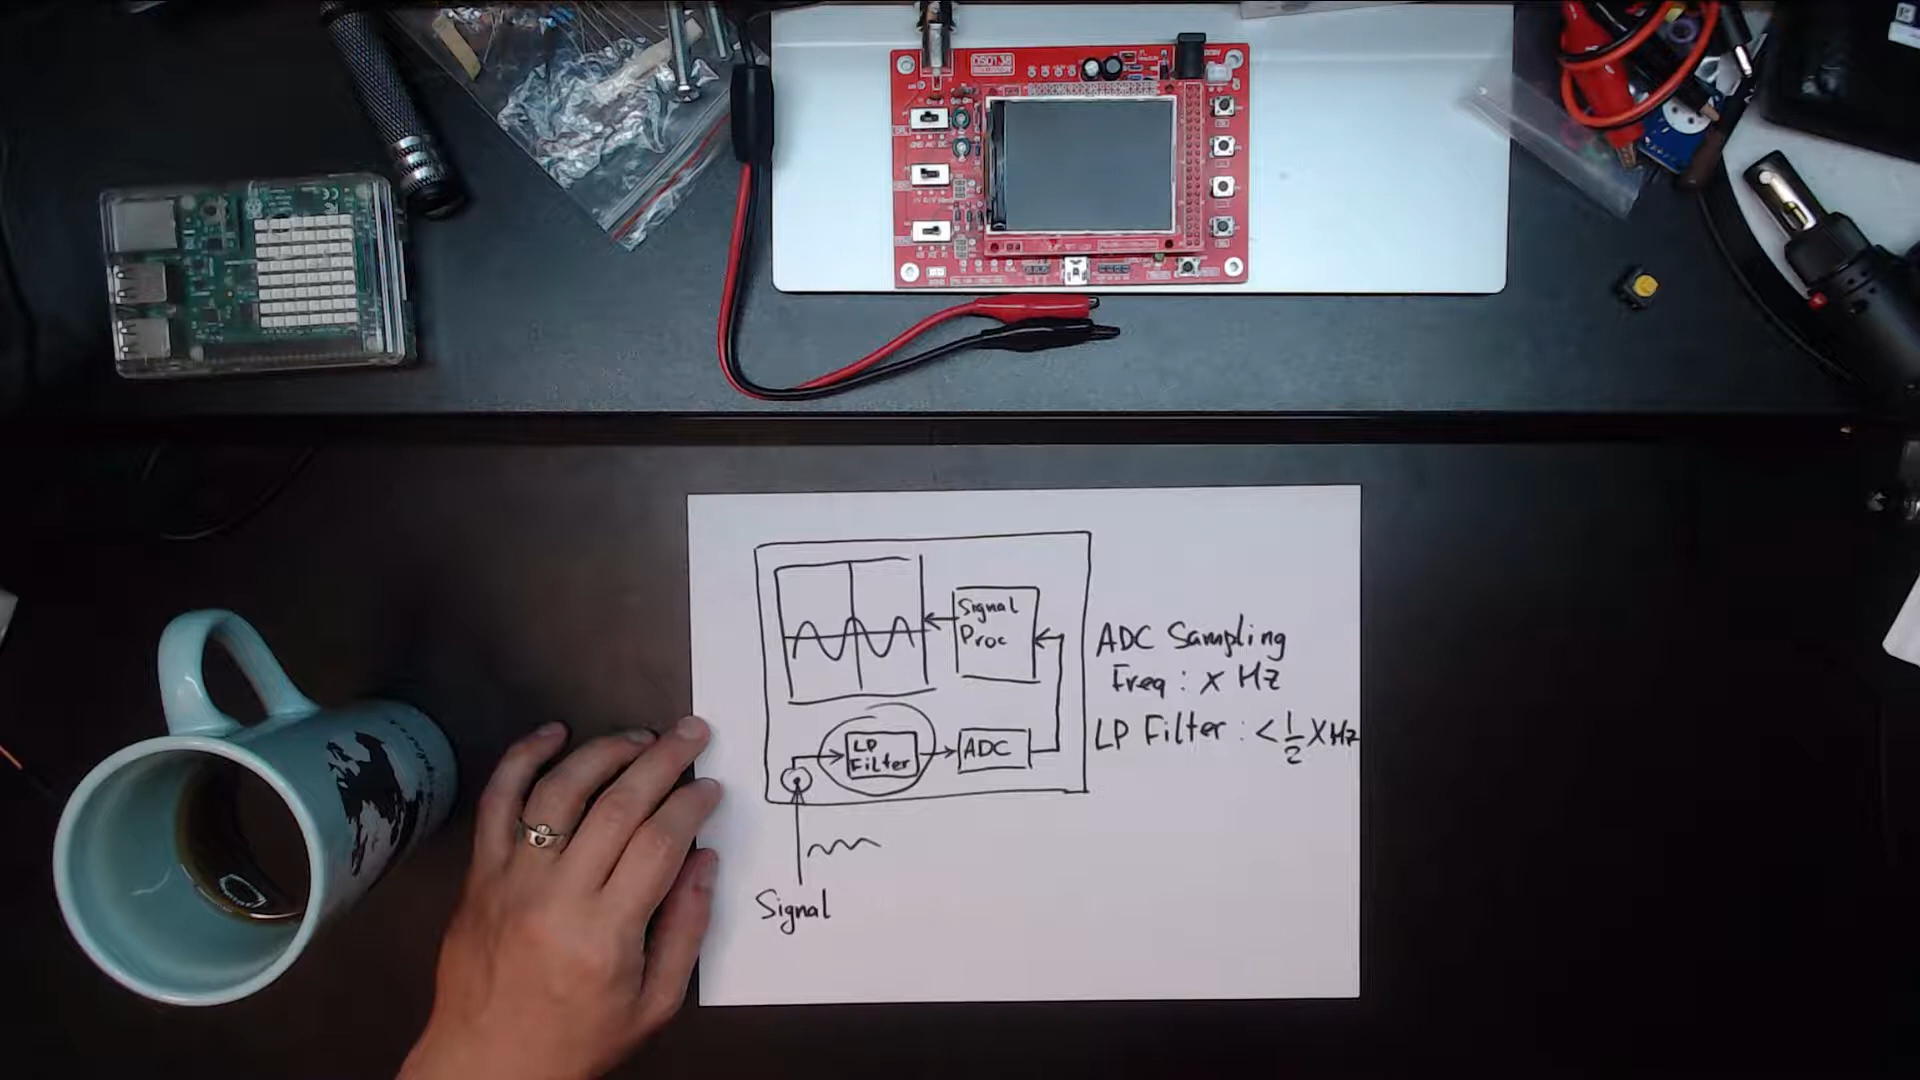 DSO138
Signal
Proc
ADC Sampling
Freq : X Hz
LP Filter : < 1/2 X Hz
LP
Filter
ADC
Signal